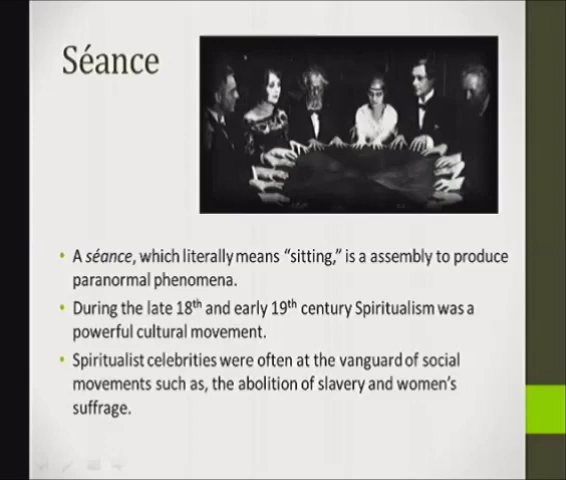 Séance
• A séance, which literally means “sitting,” is a assembly to produce
paranormal phenomena.
• During the late 18th and early 19th century Spiritualism was a
powerful cultural movement.
• Spiritualist celebrities were often at the vanguard of social
movements such as, the abolition of slavery and women’s
suffrage.